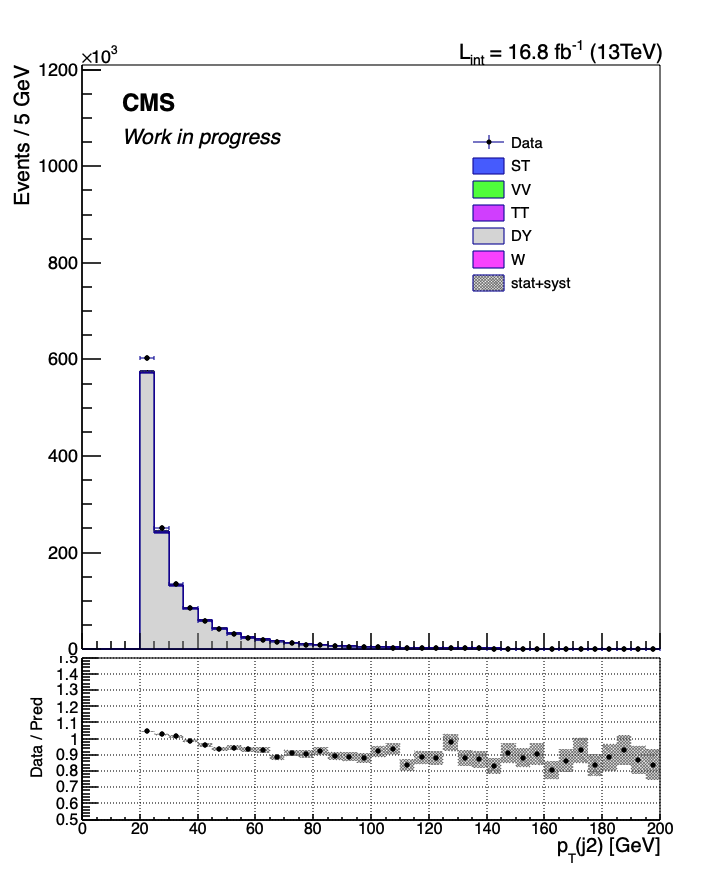 ×10³
L_int = 16.8 fb⁻¹ (13TeV)
Events / 5 GeV
1200
1000
800
600
400
200
0
CMS
Work in progress
Data
ST
VV
TT
DY
W
stat+syst
Data / Pred
1.5
1.4
1.3
1.2
1.1
1
0.9
0.8
0.7
0.6
0.5
0 20 40 60 80 100 120 140 160 180 200
p_T(j2) [GeV]